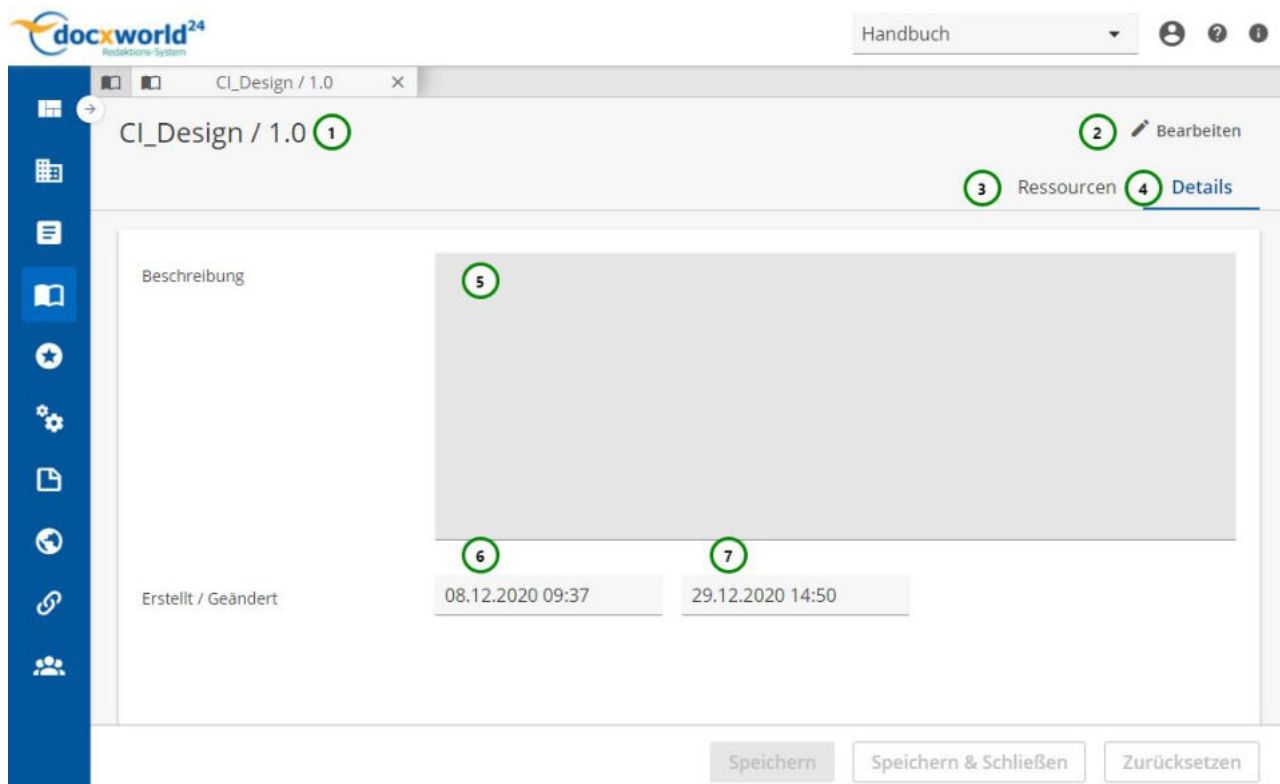 docxworld24
Redaktions-System
Handbuch
CI_Design / 1.0
CI_Design / 1.0 1
2 Bearbeiten
3 Ressourcen 4 Details
Beschreibung 5
6 7
Erstellt / Geändert 08.12.2020 09:37 29.12.2020 14:50
Speichern Speichern & Schließen Zurücksetzen